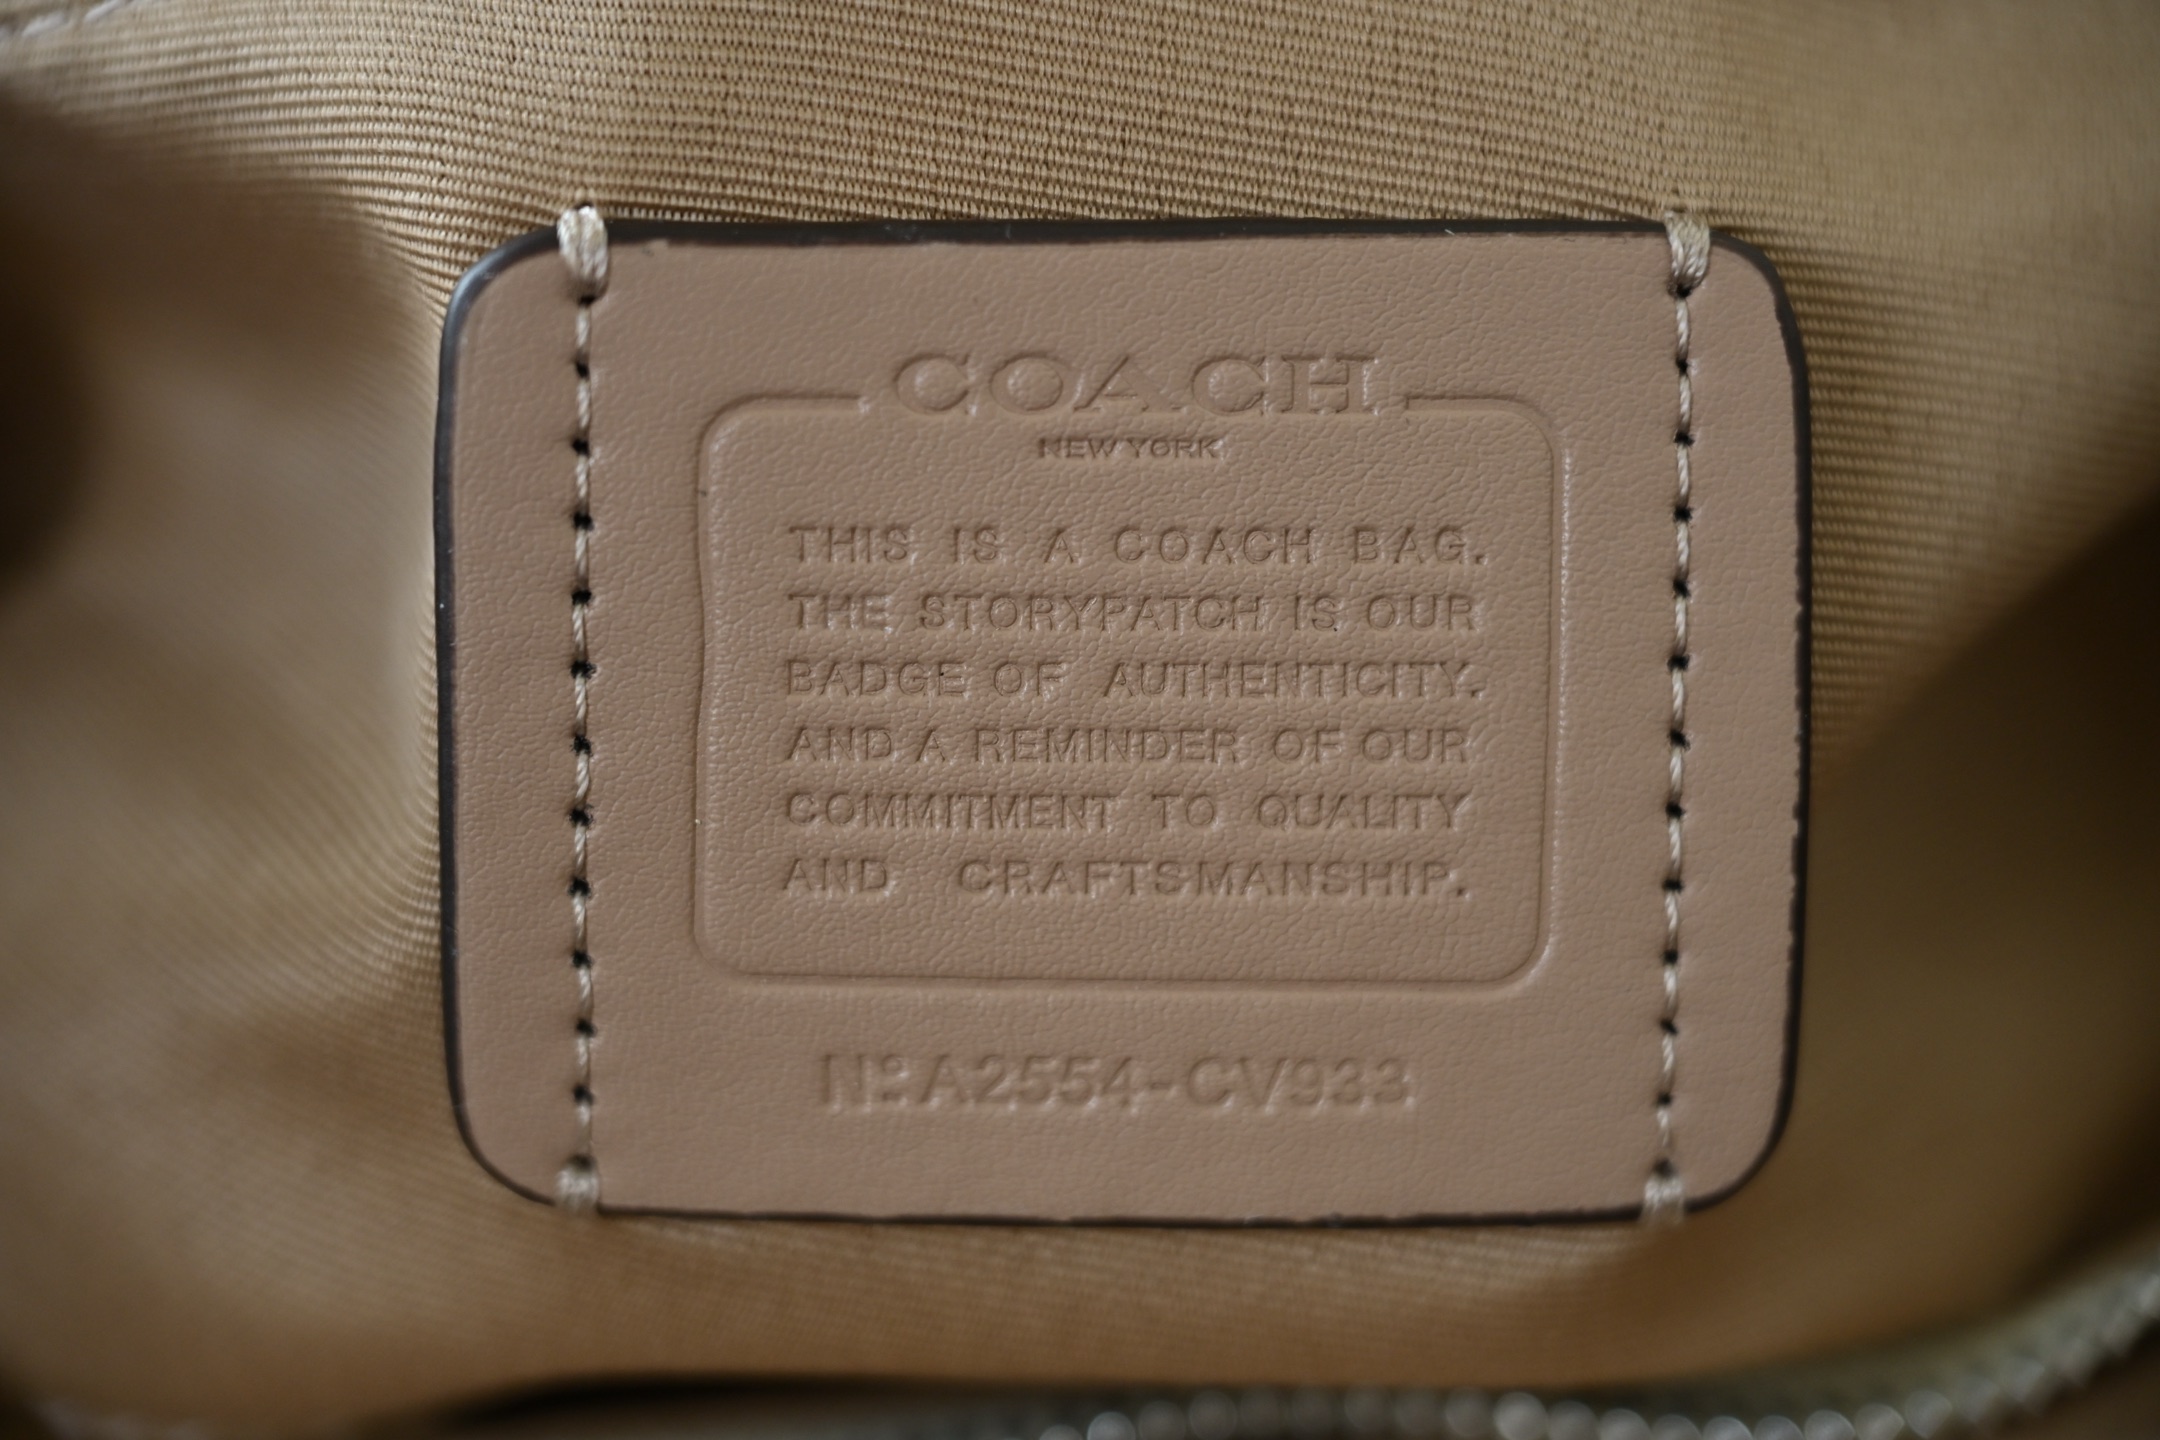 COACH
NEW YORK
THIS IS A COACH BAG.
THE STORYPATCH IS OUR
BADGE OF AUTHENTICITY.
AND A REMINDER OF OUR
COMMITMENT TO QUALITY
AND CRAFTSMANSHIP.
Nº A2554-CV933